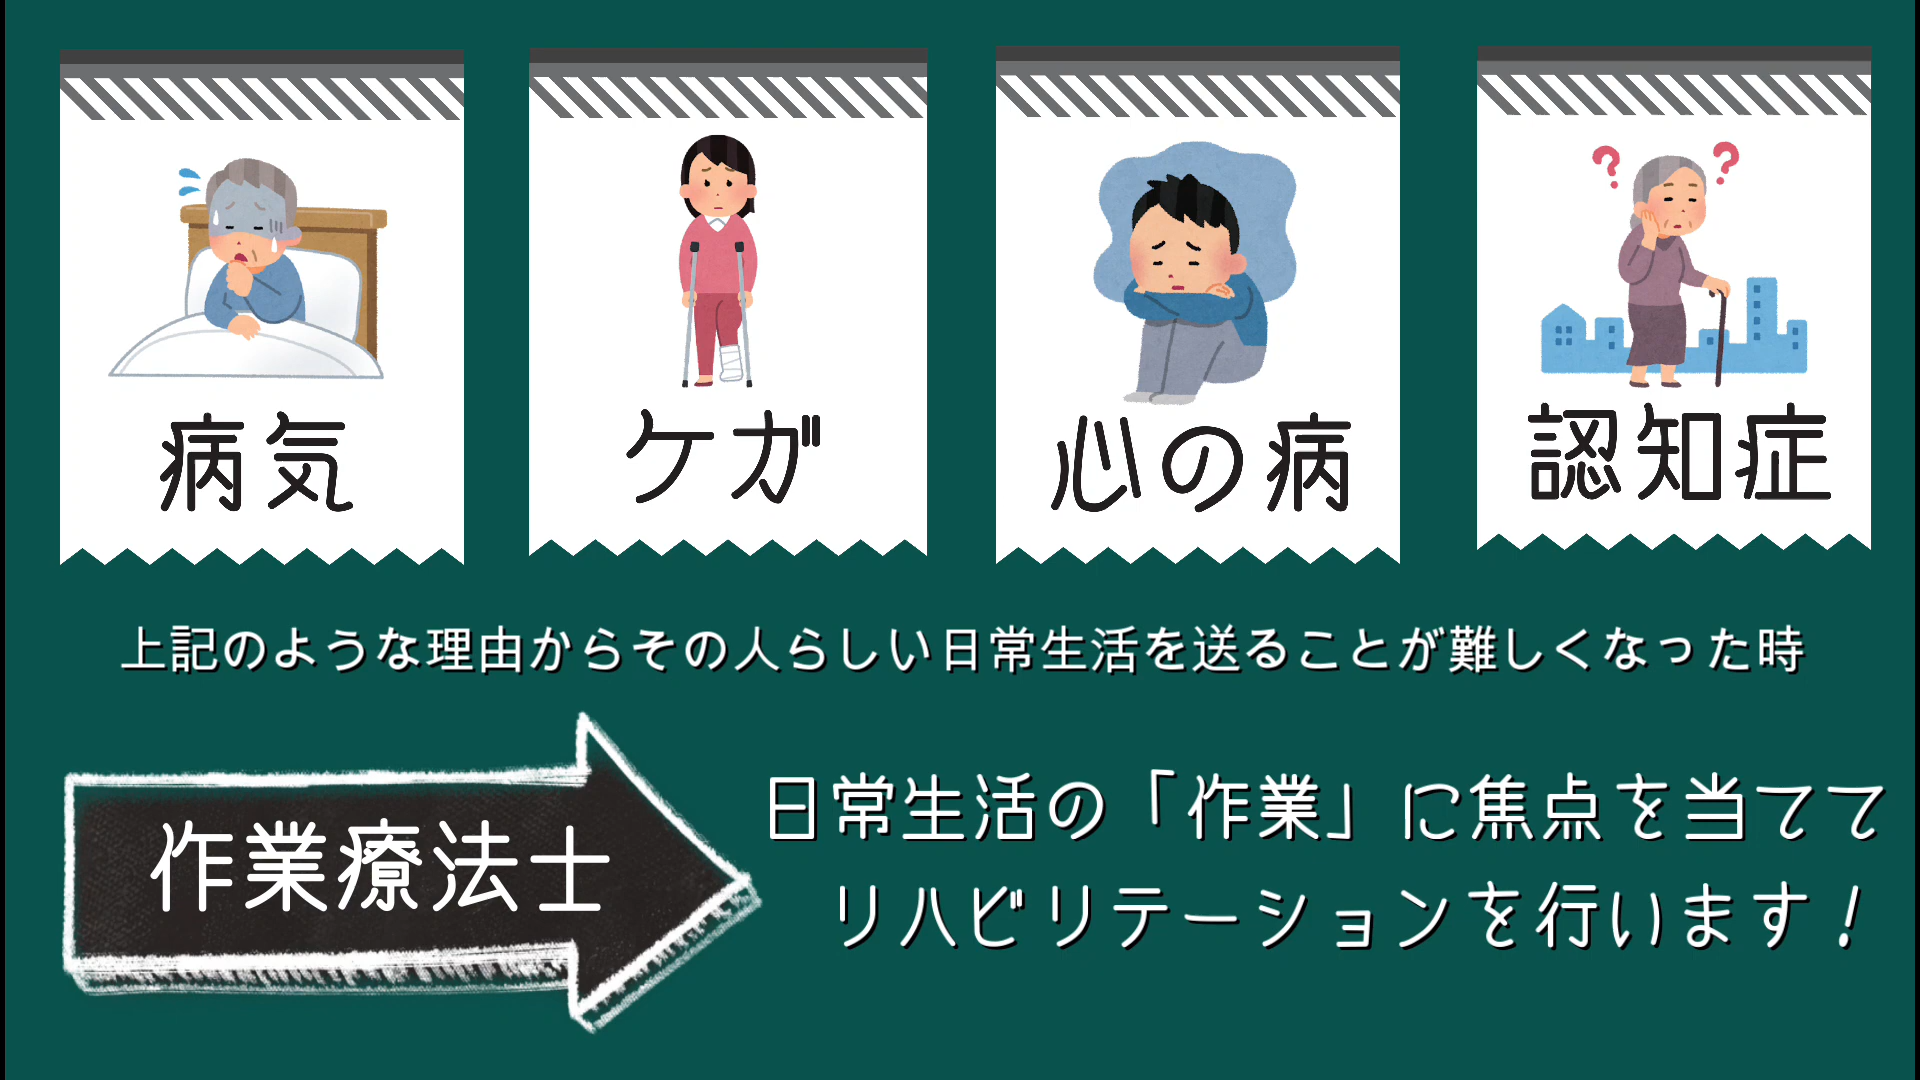 病気
ケガ
心の病
認知症
上記のような理由からその人らしい日常生活を送ることが難しくなった時
作業療法士
日常生活の「作業」に焦点を当てて
リハビリテーションを行います！